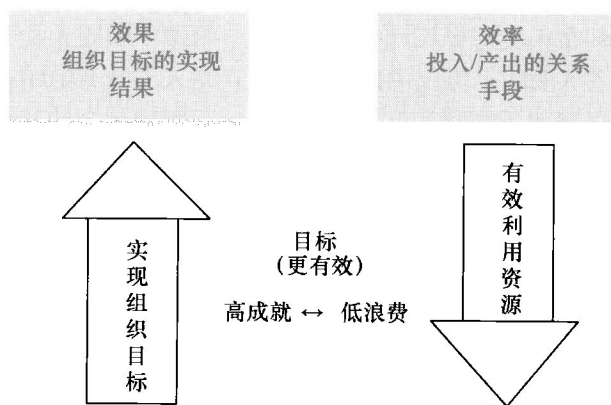 效果
组织目标的实现
结果
效率
投入/产出的关系
手段
实现组织目标
目标
(更有效)
高成就 ↔ 低浪费
有效利用资源